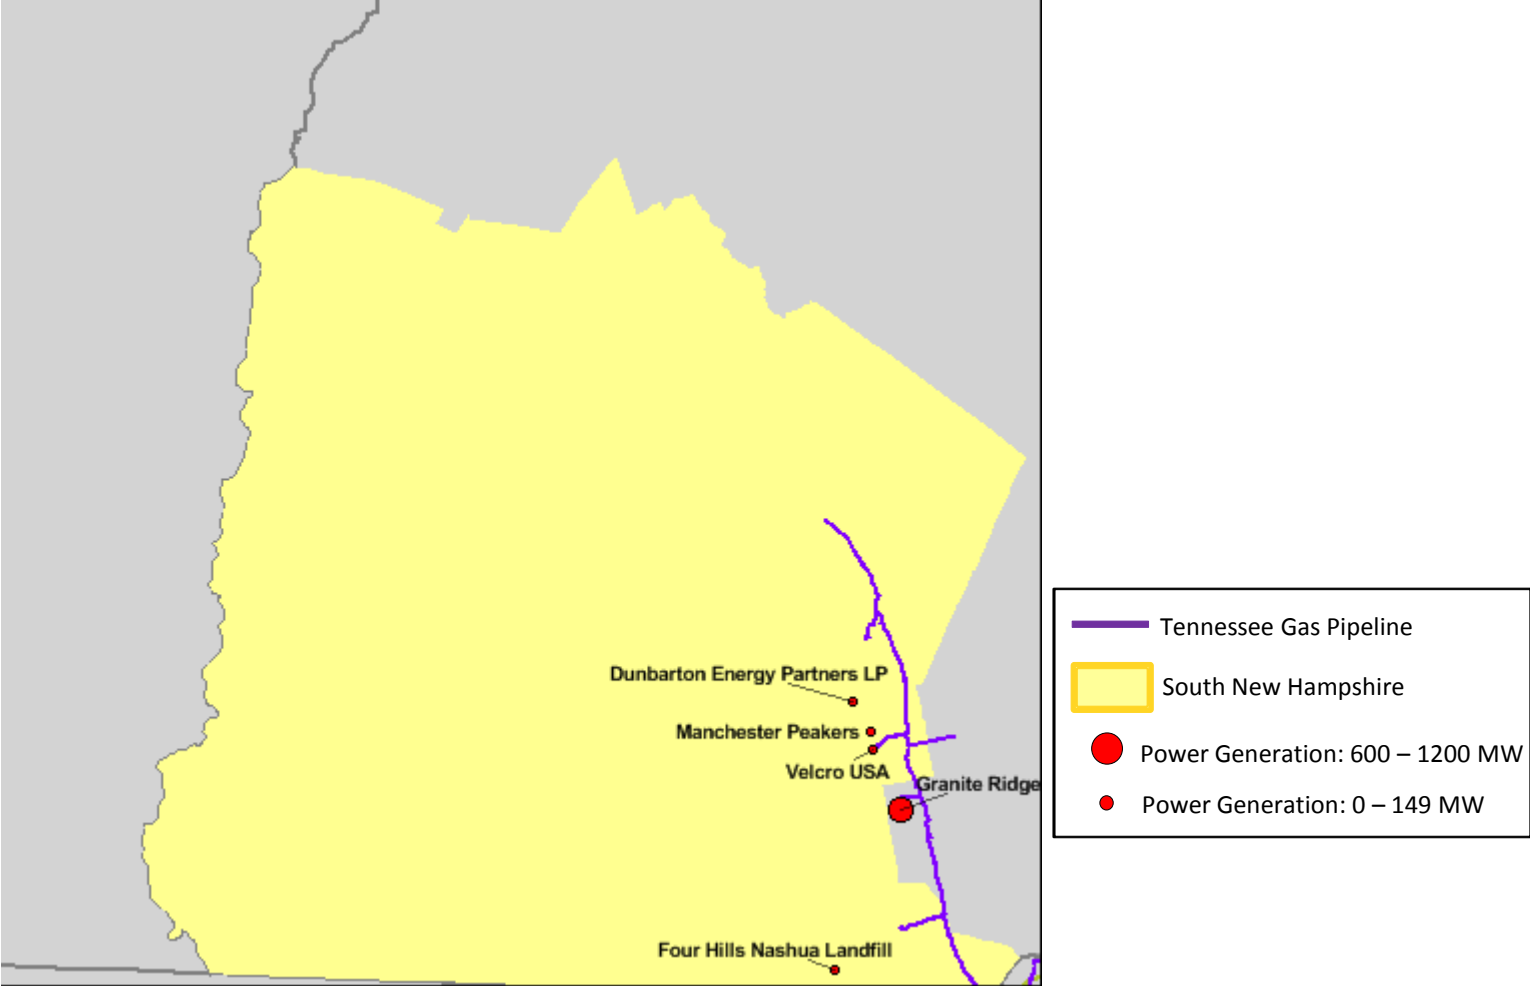 Dunbarton Energy Partners LP
Manchester Peakers
Velcro USA
Granite Ridge
Four Hills Nashua Landfill
Tennessee Gas Pipeline
South New Hampshire
Power Generation: 600 – 1200 MW
Power Generation: 0 – 149 MW